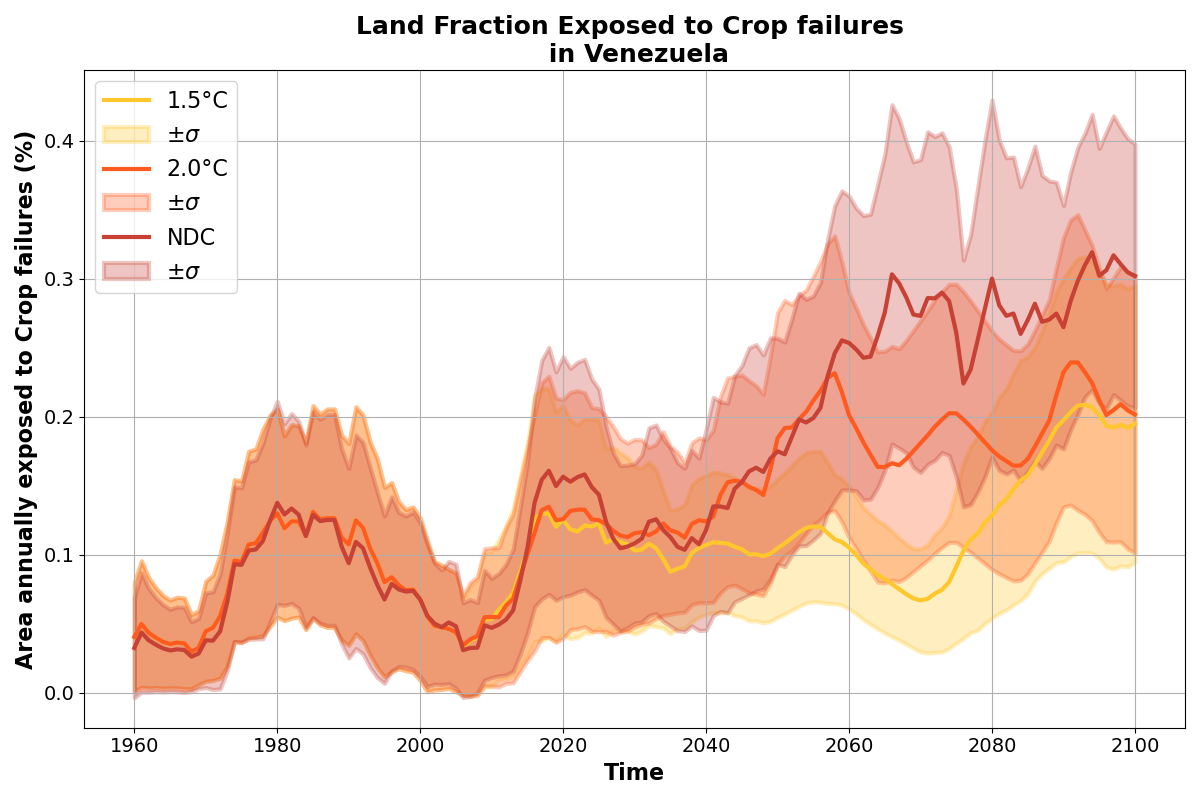 Land Fraction Exposed to Crop failures
in Venezuela
Area annually exposed to Crop failures (%)
0.4
0.3
0.2
0.1
0.0
1.5°C
±σ
2.0°C
±σ
NDC
±σ
1960 1980 2000 2020 2040 2060 2080 2100
Time